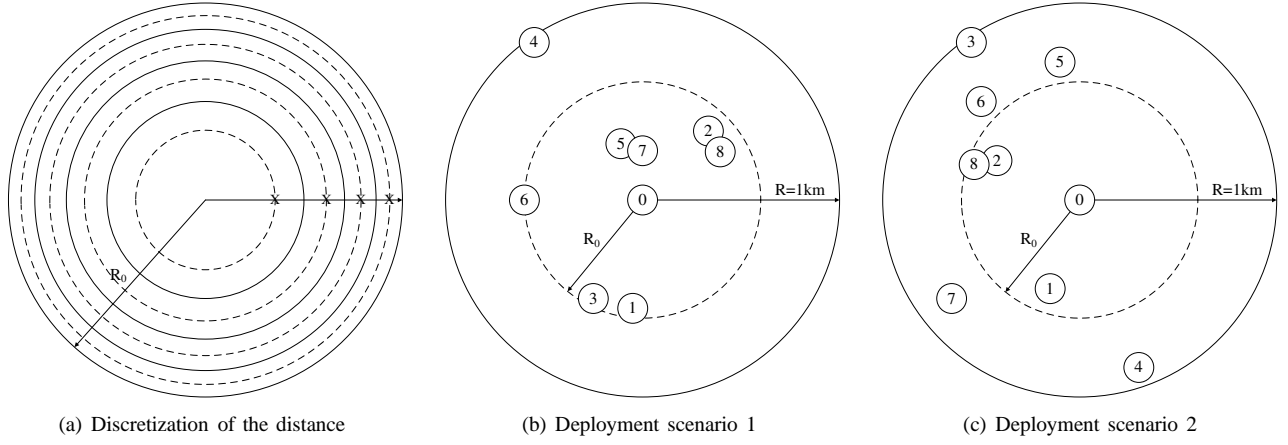 R0
x x x x
(a) Discretization of the distance
4
2
5
7
8
6
0
R=1km
R0
3
1
(b) Deployment scenario 1
3
5
6
8
2
0
R=1km
R0
1
7
4
(c) Deployment scenario 2